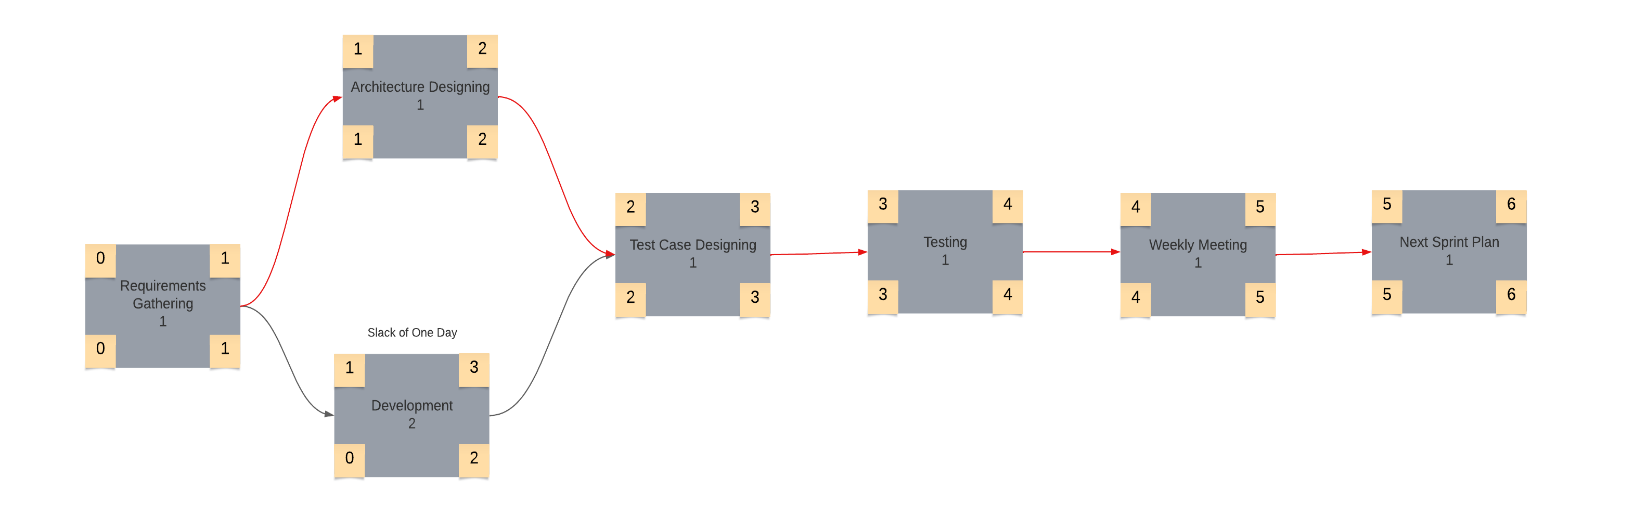 1 2
Architecture Designing
1
1 2
0 1
Requirements
Gathering
1
0 1
Slack of One Day
1 3
Development
2
0 2
2 3
Test Case Designing
1
2 3
3 4
Testing
1
3 4
4 5
Weekly Meeting
1
4 5
5 6
Next Sprint Plan
1
5 6